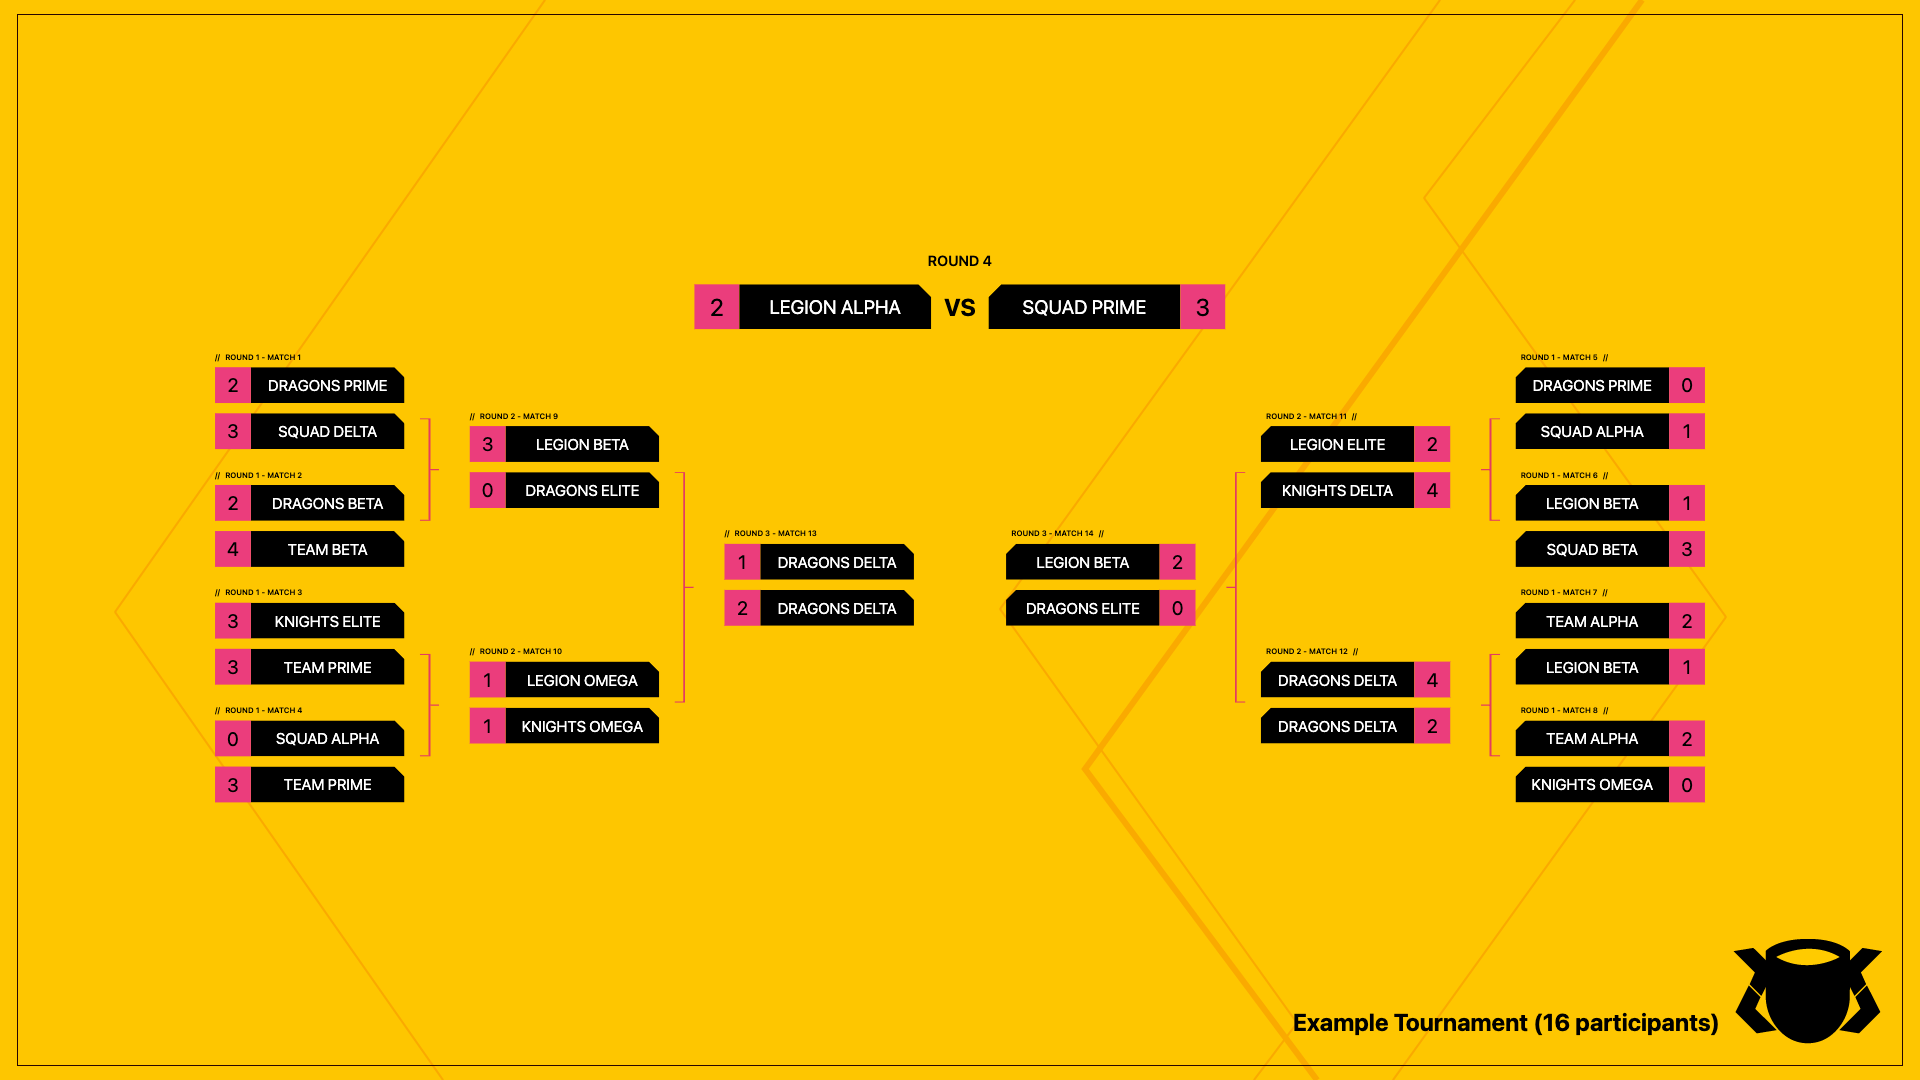 ROUND 4
2 LEGION ALPHA VS SQUAD PRIME 3
// ROUND 1 - MATCH 1
2 DRAGONS PRIME
3 SQUAD DELTA
// ROUND 1 - MATCH 2
2 DRAGONS BETA
4 TEAM BETA
// ROUND 1 - MATCH 3
3 KNIGHTS ELITE
3 TEAM PRIME
// ROUND 1 - MATCH 4
0 SQUAD ALPHA
3 TEAM PRIME
// ROUND 2 - MATCH 9
3 LEGION BETA
0 DRAGONS ELITE
// ROUND 2 - MATCH 10
1 LEGION OMEGA
1 KNIGHTS OMEGA
// ROUND 3 - MATCH 13
1 DRAGONS DELTA
2 DRAGONS DELTA
ROUND 3 - MATCH 14 //
LEGION BETA 2
DRAGONS ELITE 0
ROUND 2 - MATCH 11 //
LEGION ELITE 2
KNIGHTS DELTA 4
ROUND 2 - MATCH 12 //
DRAGONS DELTA 4
DRAGONS DELTA 2
ROUND 1 - MATCH 5 //
DRAGONS PRIME 0
SQUAD ALPHA 1
ROUND 1 - MATCH 6 //
LEGION BETA 1
SQUAD BETA 3
ROUND 1 - MATCH 7 //
TEAM ALPHA 2
LEGION BETA 1
ROUND 1 - MATCH 8 //
TEAM ALPHA 2
KNIGHTS OMEGA 0
Example Tournament (16 participants)